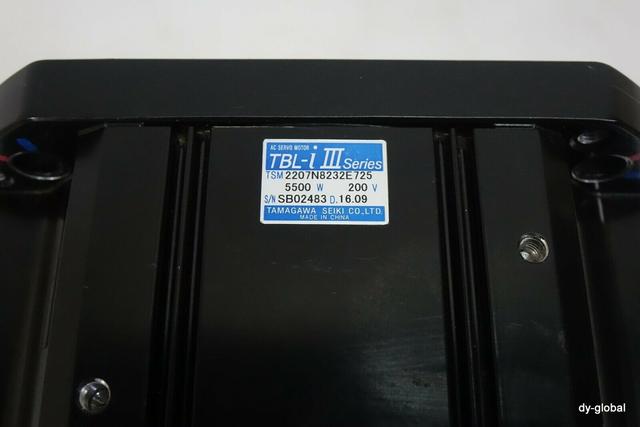 AC SERVO MOTOR
TBL-i III Series
TSM 2207N8232E725
5500 W 200 V
S/N SB02483 D. 16.09
TAMAGAWA SEIKI CO.,LTD.
MADE IN CHINA
dy-global